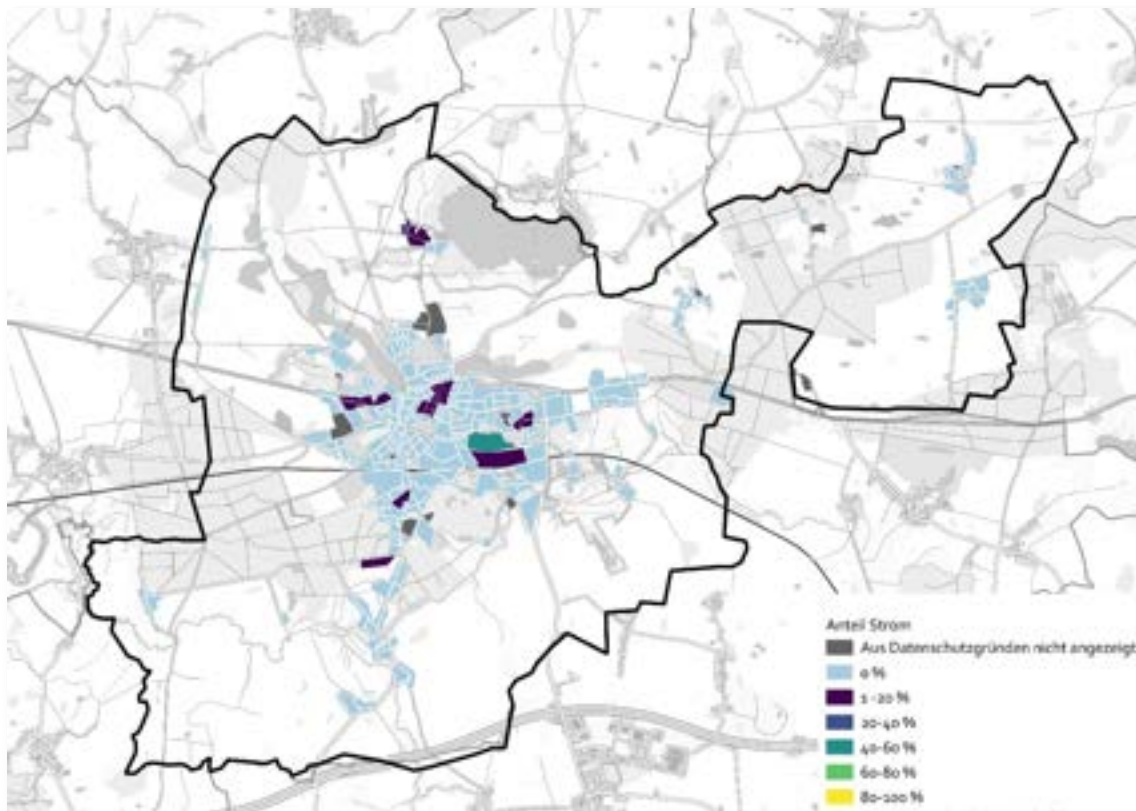 Anteil Strom
Aus Datenschutzgründen nicht angezeigt
0 %
1 -20 %
20-40 %
40-60 %
60-80 %
80-100 %